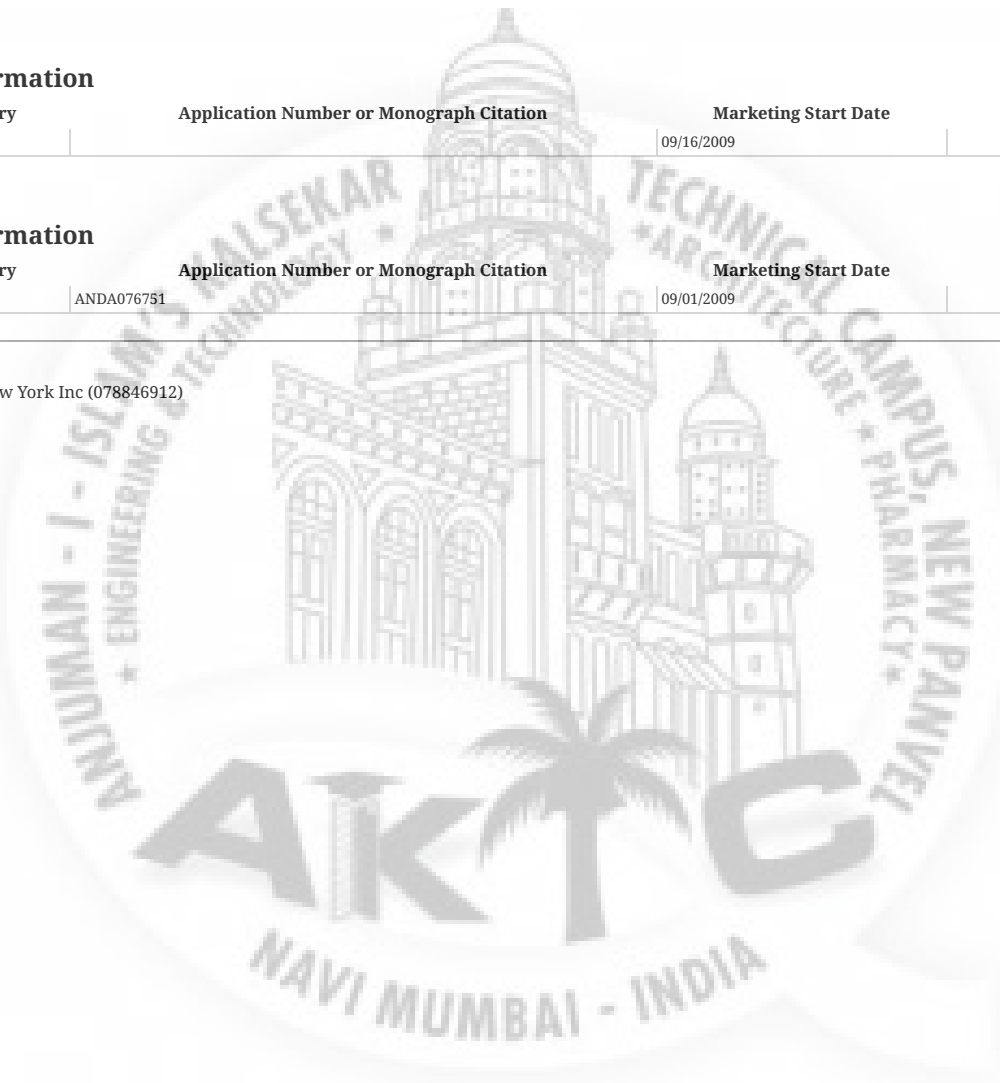 rmation
ry Application Number or Monograph Citation Marketing Start Date
09/16/2009
rmation
ry Application Number or Monograph Citation Marketing Start Date
ANDA076751 09/01/2009
w York Inc (078846912)
ANJUMAN - I - ISLAM'S KALSEKAR TECHNICAL CAMPUS, NEW PANVEL
★ ENGINEERING & TECHNOLOGY ★ ★ ARCHITECTURE ★ PHARMACY ★
AIKTC
NAVI MUMBAI - INDIA